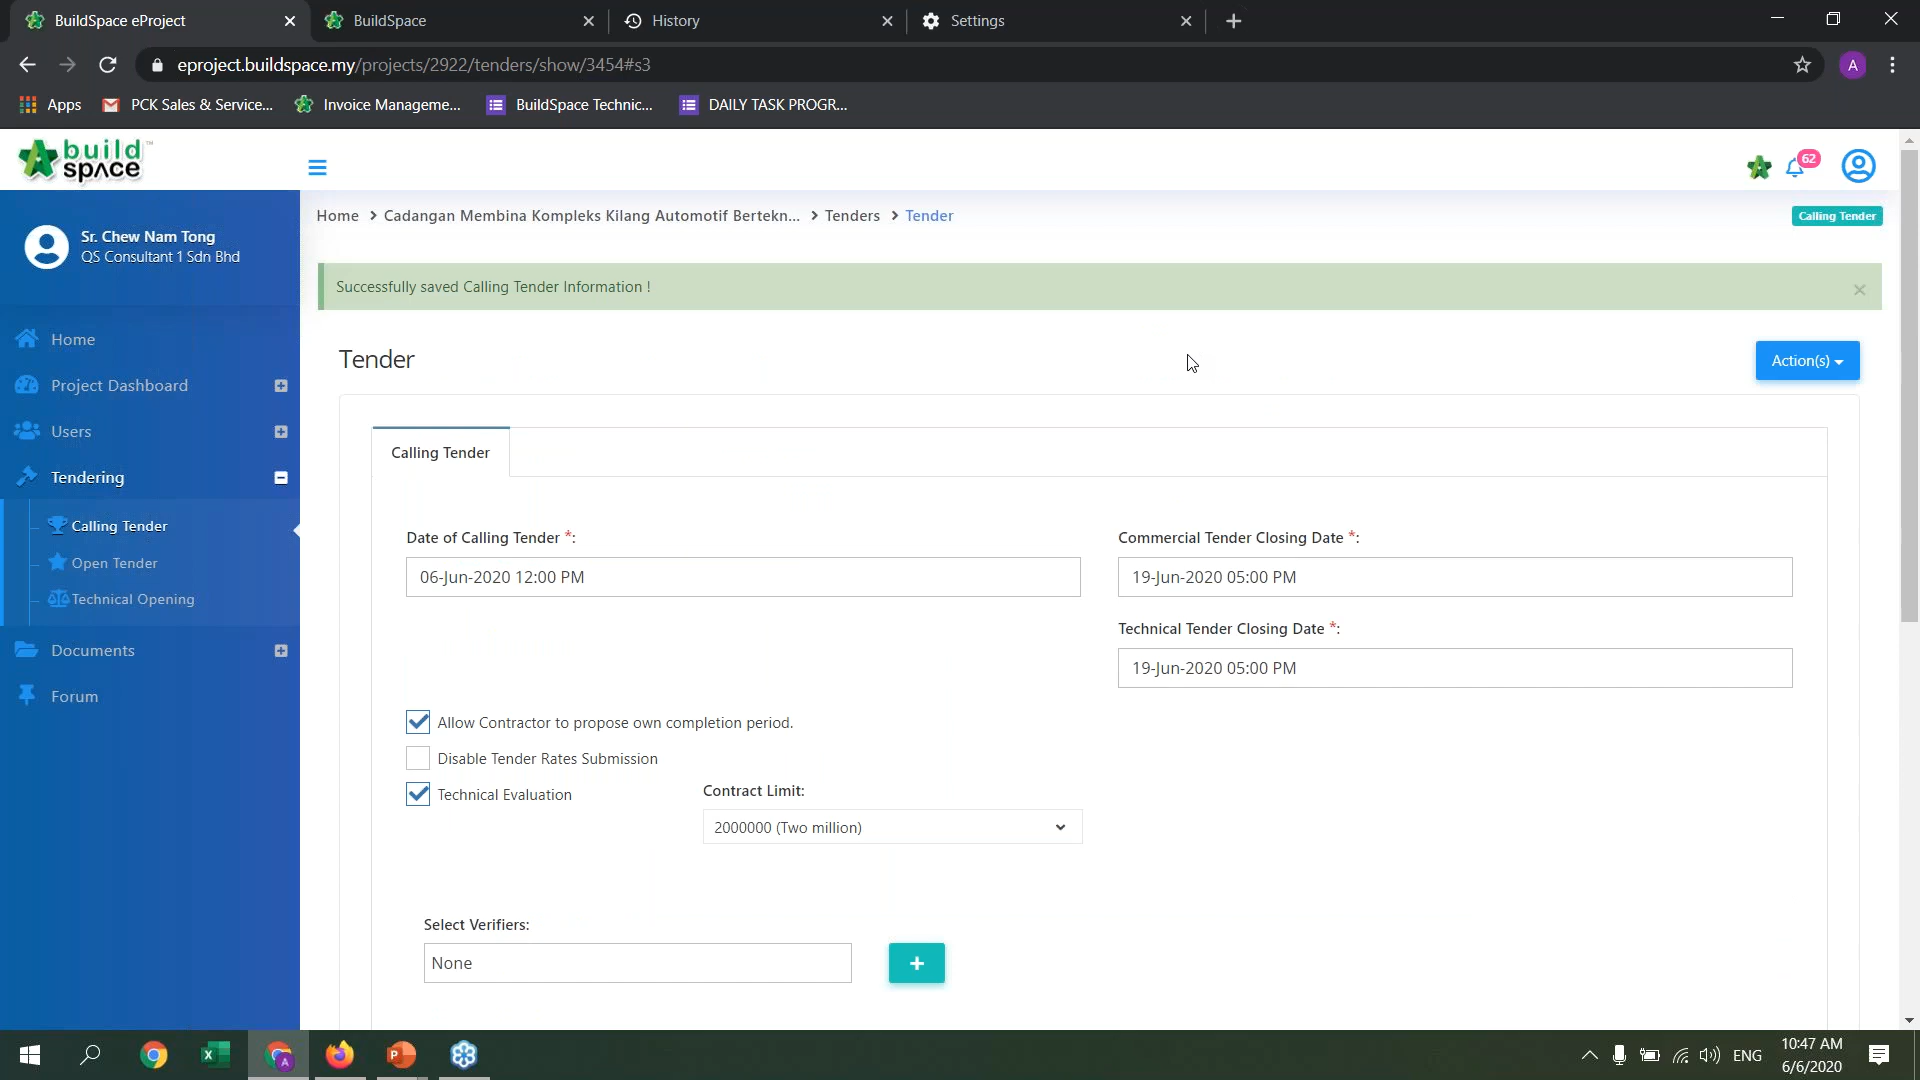 BuildSpace eProject
BuildSpace
History
Settings
eproject.buildspace.my/projects/2922/tenders/show/3454#s3
A
Apps
PCK Sales & Service...
Invoice Manageme...
BuildSpace Technic...
DAILY TASK PROGR...
build
space
™
62
Sr. Chew Nam Tong
QS Consultant 1 Sdn Bhd
Home
Project Dashboard
Users
Tendering
Calling Tender
Open Tender
Technical Opening
Documents
Forum
Home > Cadangan Membina Kompleks Kilang Automotif Bertekn... > Tenders > Tender
Calling Tender
Successfully saved Calling Tender Information !
×
Tender
Action(s)
Calling Tender
Date of Calling Tender *:
06-Jun-2020 12:00 PM
Commercial Tender Closing Date *:
19-Jun-2020 05:00 PM
Technical Tender Closing Date *:
19-Jun-2020 05:00 PM
Allow Contractor to propose own completion period.
Disable Tender Rates Submission
Technical Evaluation
Contract Limit:
2000000 (Two million)
Select Verifiers:
None
+
A
ENG
10:47 AM
6/6/2020